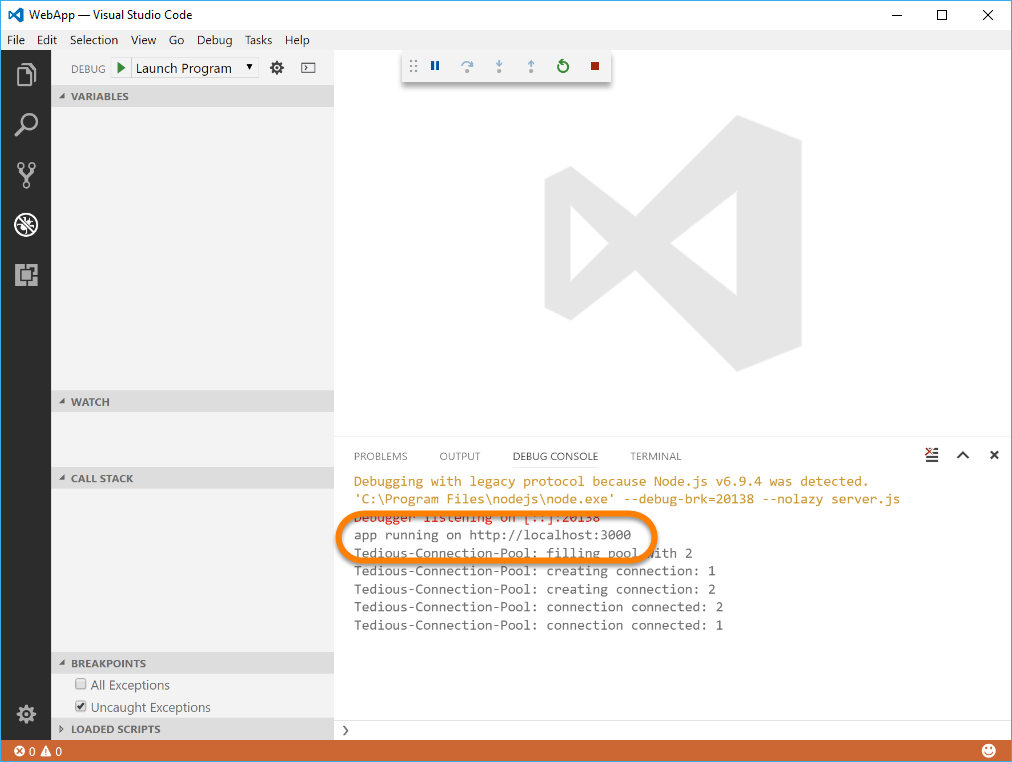 WebApp — Visual Studio Code
File Edit Selection View Go Debug Tasks Help
DEBUG Launch Program
VARIABLES
WATCH
CALL STACK
BREAKPOINTS
All Exceptions
Uncaught Exceptions
LOADED SCRIPTS
PROBLEMS OUTPUT DEBUG CONSOLE TERMINAL
Debugging with legacy protocol because Node.js v6.9.4 was detected.
'C:\Program Files\nodejs\node.exe' --debug-brk=20138 --nolazy server.js
Debugger listening on [::]:20138
app running on http://localhost:3000
Tedious-Connection-Pool: filling pool with 2
Tedious-Connection-Pool: creating connection: 1
Tedious-Connection-Pool: creating connection: 2
Tedious-Connection-Pool: connection connected: 2
Tedious-Connection-Pool: connection connected: 1
0 0